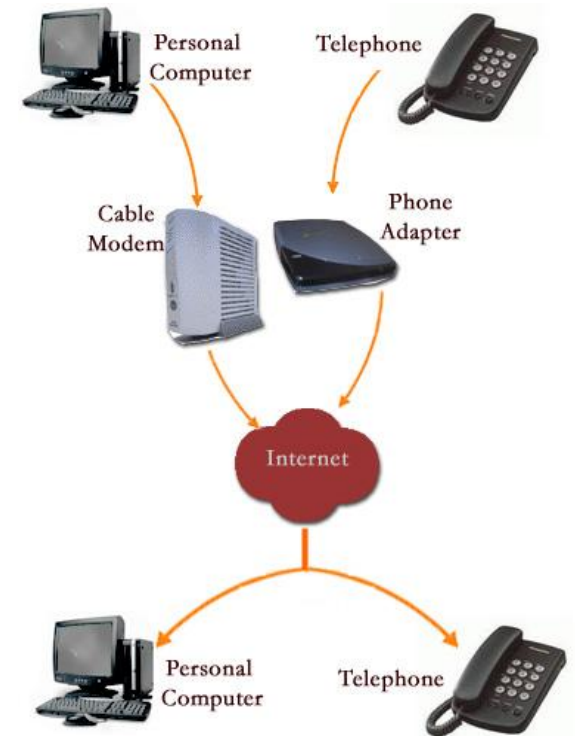 Personal
Computer
Telephone
Cable
Modem
Phone
Adapter
Internet
Personal
Computer
Telephone